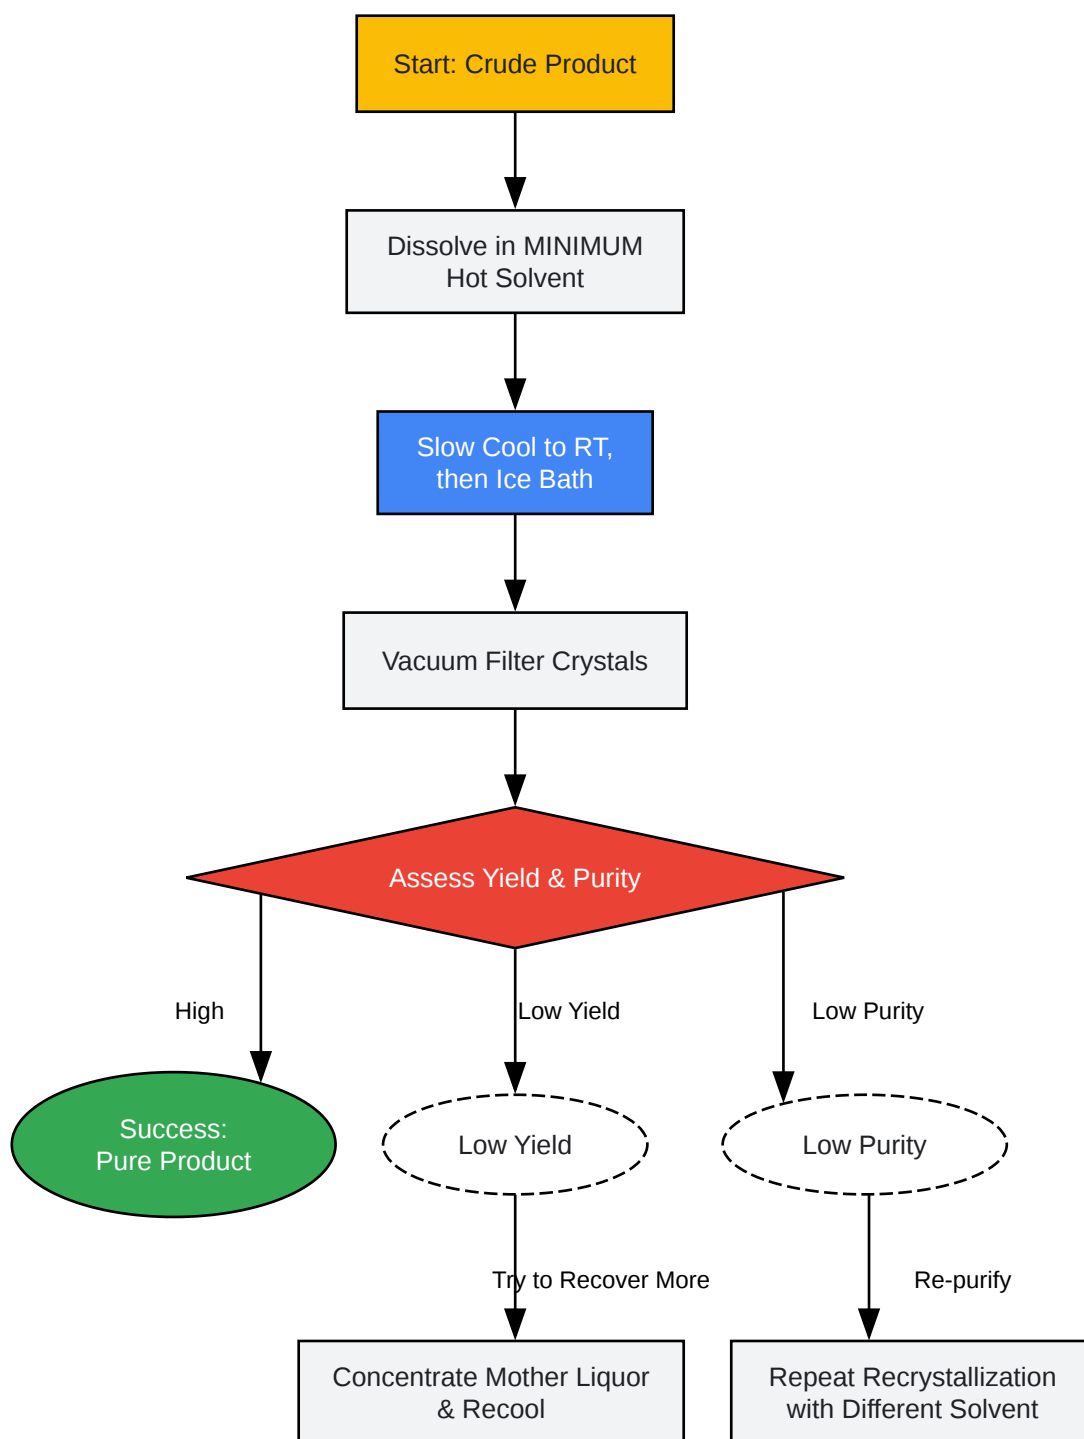 Start: Crude Product
Dissolve in MINIMUM
Hot Solvent
Slow Cool to RT,
then Ice Bath
Vacuum Filter Crystals
Assess Yield & Purity
High
Low Yield
Low Purity
Success:
Pure Product
Low Yield
Low Purity
Try to Recover More
Re-purify
Concentrate Mother Liquor
& Recool
Repeat Recrystallization
with Different Solvent